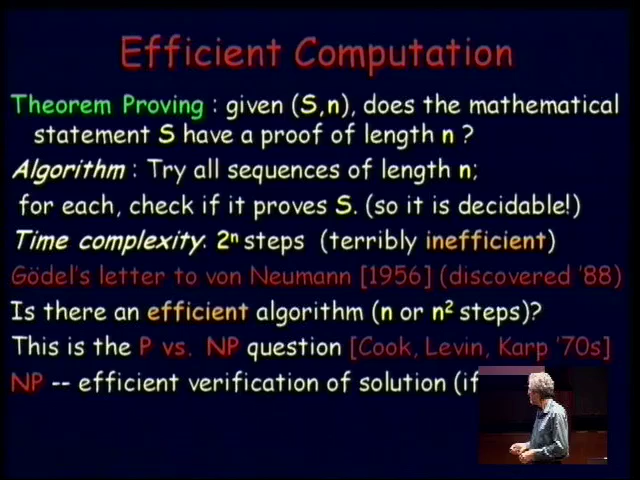 Efficient Computation
Theorem Proving : given (S,n), does the mathematical
statement S have a proof of length n ?
Algorithm : Try all sequences of length n;
for each, check if it proves S. (so it is decidable!)
Time complexity: 2ⁿ steps (terribly inefficient)
Gödel's letter to von Neumann [1956] (discovered '88)
Is there an efficient algorithm (n or n² steps)?
This is the P vs. NP question [Cook, Levin, Karp '70s]
NP -- efficient verification of solution (if